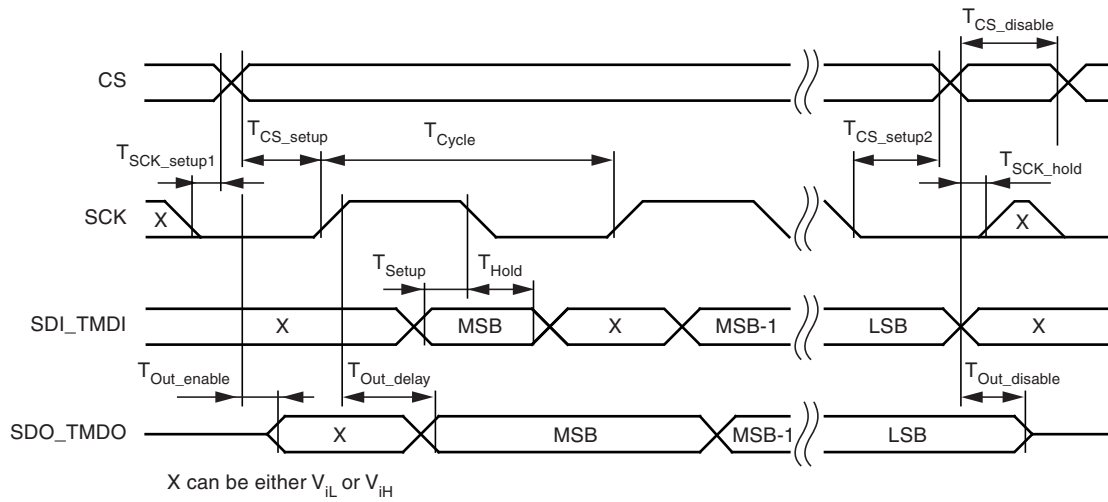 T_CS_disable
CS
T_CS_setup
T_Cycle
T_CS_setup2
T_SCK_setup1
T_SCK_hold
SCK
X
X
T_Setup
T_Hold
SDI_TMDI
X
MSB
X
MSB-1
LSB
X
T_Out_enable
T_Out_delay
T_Out_disable
SDO_TMDO
X
MSB
MSB-1
LSB
X can be either V_iL or V_iH